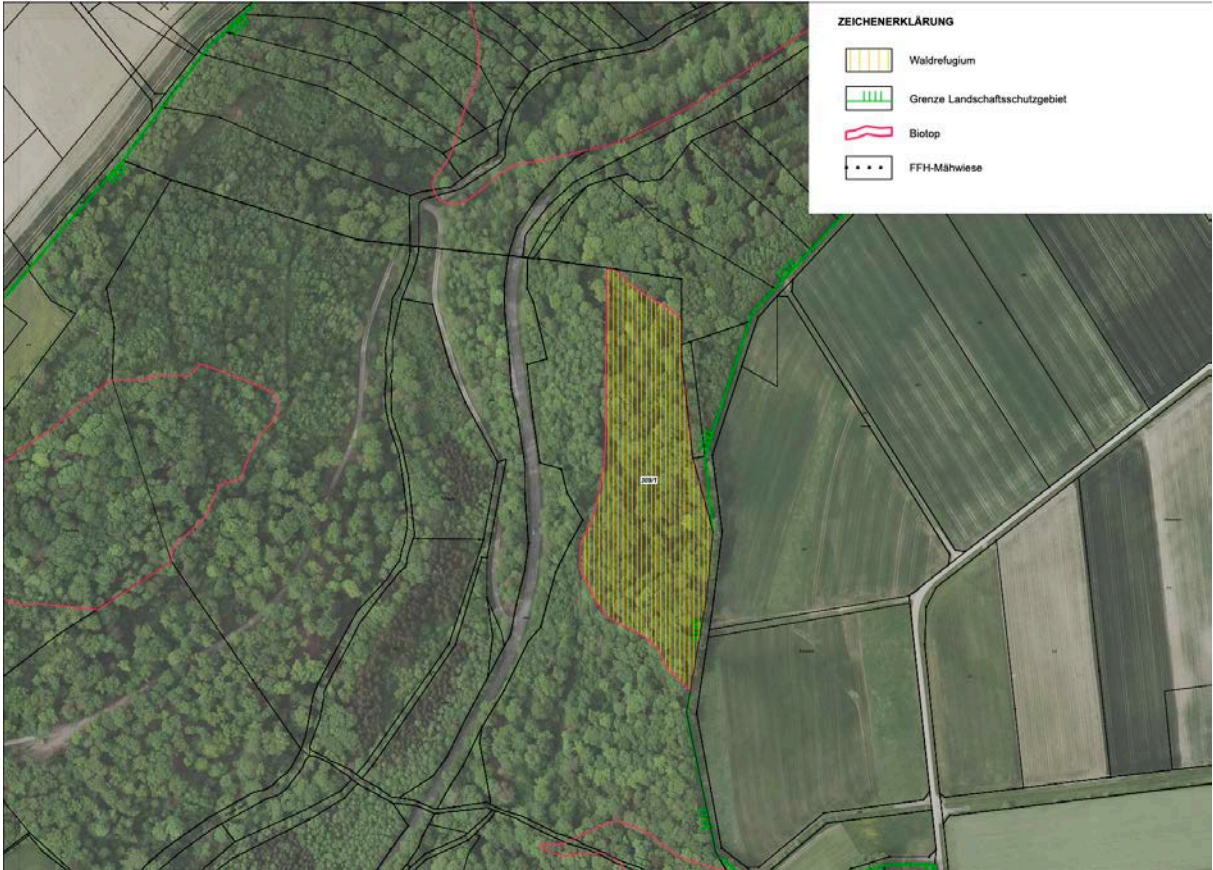 ZEICHENERKLÄRUNG
Waldrefugium
Grenze Landschaftsschutzgebiet
Biotop
FFH-Mähwiese